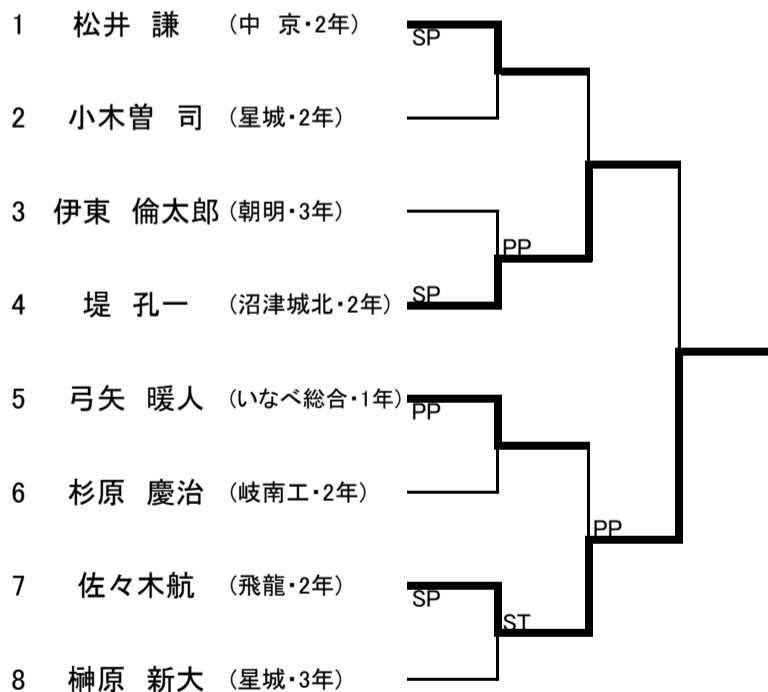 1 松井 謙 (中 京・2年)
SP
2 小木曽 司 (星城・2年)
3 伊東 倫太郎 (朝明・3年)
PP
4 堤 孔一 (沼津城北・2年)
SP
5 弓矢 暖人 (いなべ総合・1年)
PP
6 杉原 慶治 (岐南工・2年)
PP
7 佐々木航 (飛龍・2年)
SP
ST
8 榊原 新大 (星城・3年)